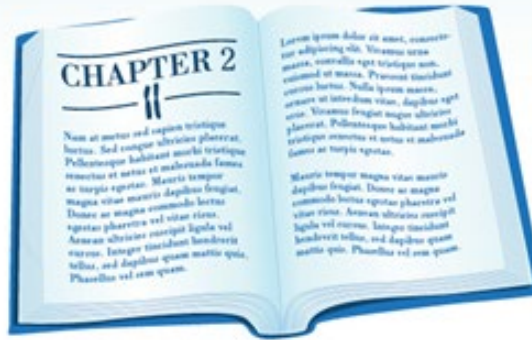 CHAPTER 2
Nam at metus sed sapien tristique
luctus. Sed congue ultricies placerat.
Pellentesque habitant morbi tristique
senectus et netus et malesuada fames
ac turpis egestas. Mauris tempor
magna vitae mauris dapibus feugiat.
Donec ac magna commodo lectus
egestas pharetra vel vitae risus.
Aenean ultricies suscipit ligula vel
cursus. Integer tincidunt hendrerit
tellus, sed dapibus quam mattis quis.
Phasellus vel sem quam.
Lorem ipsum dolor sit amet, consecte-
tur adipiscing elit. Vivamus urna
massa, convallis eget tristique non,
euismod ut massa. Praesent tincidunt
cursus luctus. Nulla ipsum massa,
ornare ut interdum vitae, dapibus eget
urna. Vivamus feugiat augue ultricies
placerat. Pellentesque habitant morbi
tristique senectus et netus et malesuada
fames ac turpis egestas.
Mauris tempor magna vitae mauris
dapibus feugiat. Donec ac magna
commodo lectus egestas pharetra vel
vitae risus. Aenean ultricies suscipit
ligula vel cursus. Integer tincidunt
hendrerit tellus, sed dapibus quam
mattis quis. Phasellus vel sem quam.